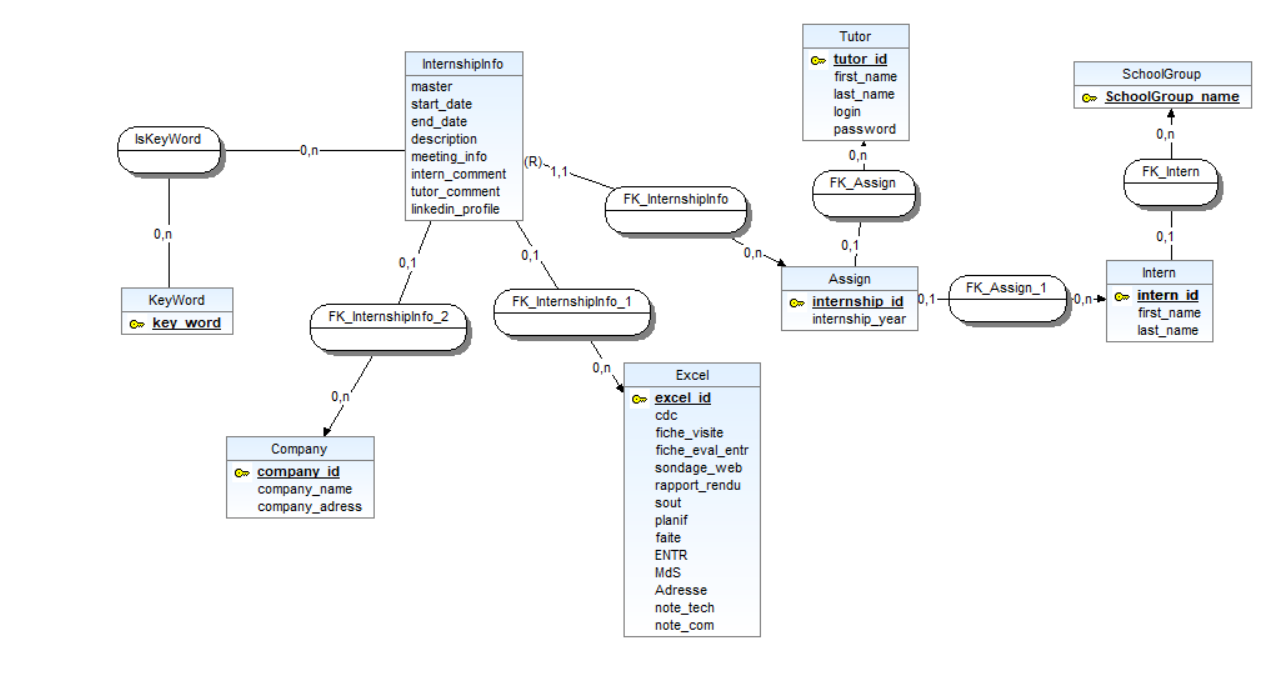 Tutor
tutor_id
first_name
last_name
login
password
InternshipInfo
master
start_date
end_date
description
meeting_info
intern_comment
tutor_comment
linkedin_profile
SchoolGroup
SchoolGroup_name
IsKeyWord
0,n
(R)
1,1
0,n
0,n
FK_Assign
FK_Intern
FK_InternshipInfo
0,n
0,1
0,1
0,n
0,1
0,1
Assign
internship_id
internship_year
0,1
FK_Assign_1
0,n
Intern
intern_id
first_name
last_name
KeyWord
key_word
FK_InternshipInfo_2
FK_InternshipInfo_1
0,n
0,n
Excel
excel_id
cdc
fiche_visite
fiche_eval_entr
sondage_web
rapport_rendu
sout
planif
faite
ENTR
MdS
Adresse
note_tech
note_com
Company
company_id
company_name
company_adress